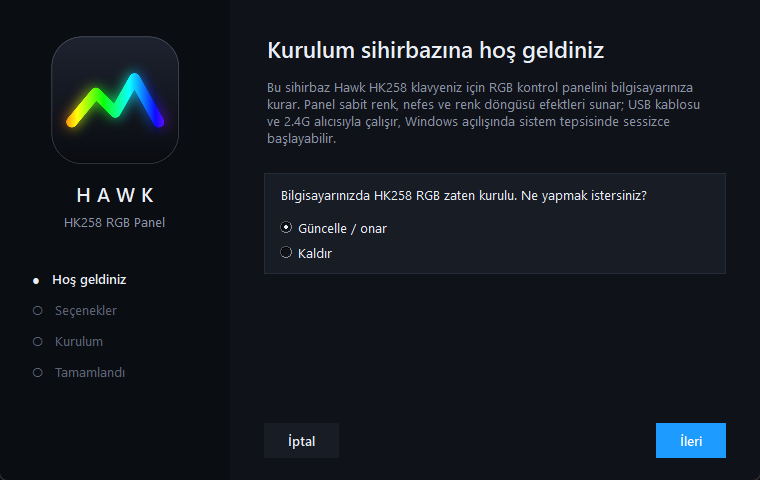 Kurulum sihirbazına hoş geldiniz
Bu sihirbaz Hawk HK258 klavyeniz için RGB kontrol panelini bilgisayarınıza
kurar. Panel sabit renk, nefes ve renk döngüsü efektleri sunar; USB kablosu
ve 2.4G alıcısıyla çalışır, Windows açılışında sistem tepsisinde sessizce
başlayabilir.
HAWK
HK258 RGB Panel
Hoş geldiniz
Seçenekler
Kurulum
Tamamlandı
Bilgisayarınızda HK258 RGB zaten kurulu. Ne yapmak istersiniz?
Güncelle / onar
Kaldır
İptal
İleri